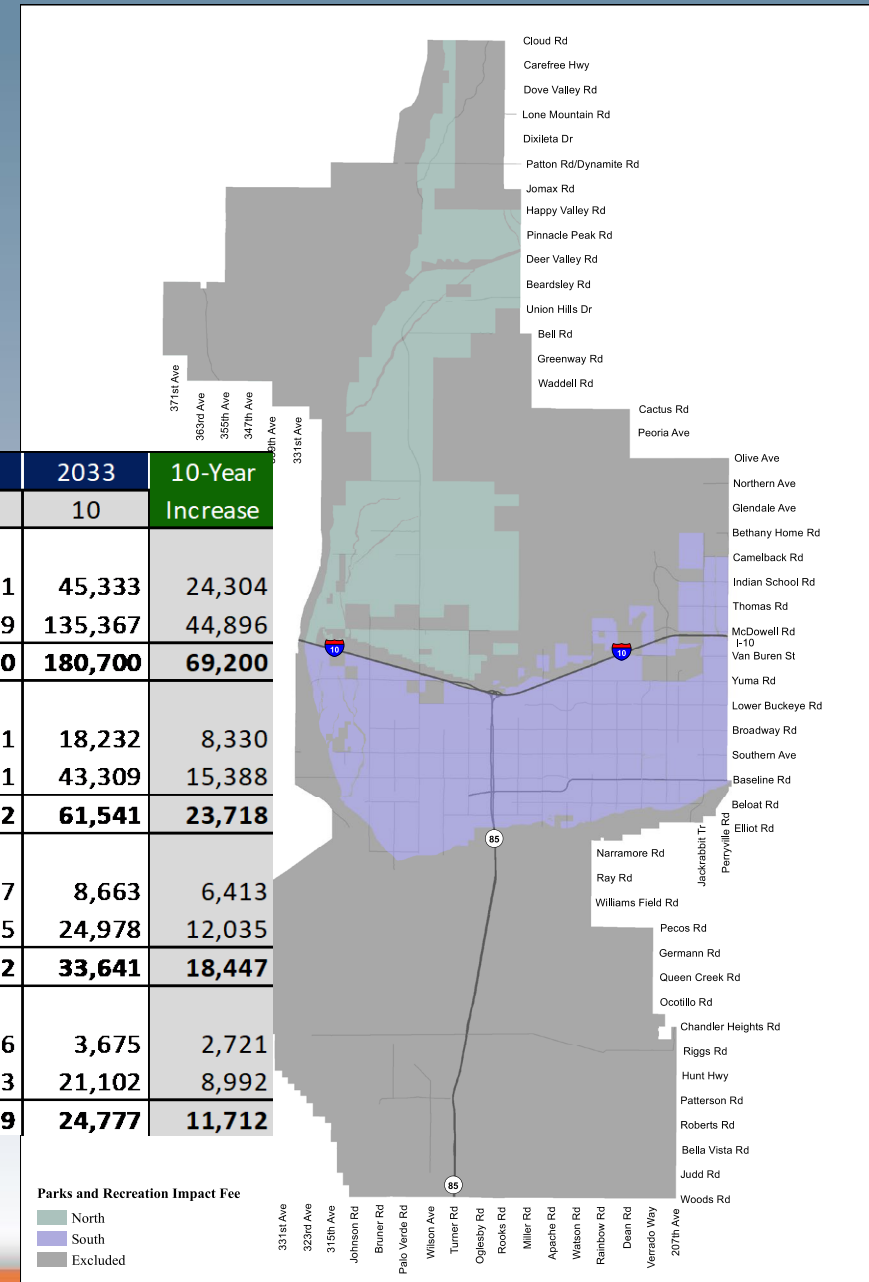 Cloud Rd
Carefree Hwy
Dove Valley Rd
Lone Mountain Rd
Dixileta Dr
Patton Rd/Dynamite Rd
Jomax Rd
Happy Valley Rd
Pinnacle Peak Rd
Deer Valley Rd
Beardsley Rd
Union Hills Dr
Bell Rd
Greenway Rd
Waddell Rd
Cactus Rd
Peoria Ave
Olive Ave
Northern Ave
Glendale Ave
Bethany Home Rd
Camelback Rd
Indian School Rd
Thomas Rd
McDowell Rd
I-10
Van Buren St
Yuma Rd
Lower Buckeye Rd
Broadway Rd
Southern Ave
Baseline Rd
Beloat Rd
Elliot Rd
Jackrabbit Tr
Perryville Rd
Narramore Rd
Ray Rd
Williams Field Rd
Pecos Rd
Germann Rd
Queen Creek Rd
Ocotillo Rd
Chandler Heights Rd
Riggs Rd
Hunt Hwy
Patterson Rd
Roberts Rd
Bella Vista Rd
Judd Rd
Woods Rd
371st Ave
363rd Ave
355th Ave
347th Ave
Ave
331st Ave
10
10
85
85
2033 10-Year
10 Increase
1 45,333 24,304
9 135,367 44,896
0 180,700 69,200
1 18,232 8,330
1 43,309 15,388
2 61,541 23,718
7 8,663 6,413
5 24,978 12,035
2 33,641 18,447
6 3,675 2,721
3 21,102 8,992
9 24,777 11,712
Parks and Recreation Impact Fee
North
South
Excluded
331st Ave
323rd Ave
315th Ave
Johnson Rd
Bruner Rd
Palo Verde Rd
Wilson Ave
Turner Rd
Oglesby Rd
Rooks Rd
Miller Rd
Apache Rd
Watson Rd
Rainbow Rd
Dean Rd
Verrado Way
207th Ave